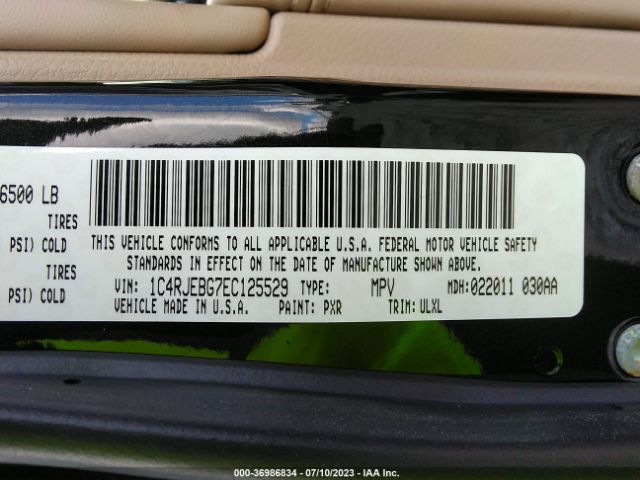 6500 LB
TIRES
PSI) COLD
TIRES
PSI) COLD
THIS VEHICLE CONFORMS TO ALL APPLICABLE U.S.A. FEDERAL MOTOR VEHICLE SAFETY
STANDARDS IN EFFECT ON THE DATE OF MANUFACTURE SHOWN ABOVE.
VIN: 1C4RJEBG7EC125529 TYPE: MPV MDH:022011 030AA
VEHICLE MADE IN U.S.A. PAINT: PXR TRIM: ULXL
© 36986834 - 07/10/2023 - IAA Inc.